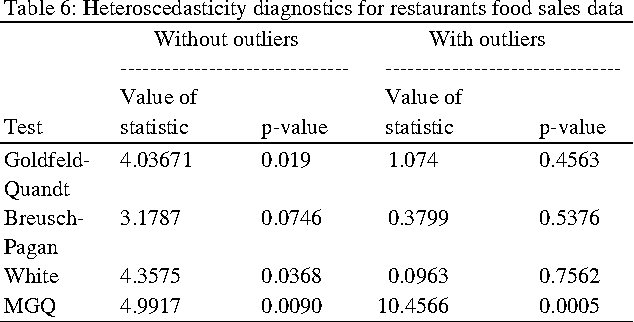 Table 6: Heteroscedasticity diagnostics for restaurants food sales data
Without outliers With outliers
------------------------------- -------------------------------
Value of Value of
Test statistic p-value statistic p-value
Goldfeld- 4.03671 0.019 1.074 0.4563
Quandt
Breusch- 3.1787 0.0746 0.3799 0.5376
Pagan
White 4.3575 0.0368 0.0963 0.7562
MGQ 4.9917 0.0090 10.4566 0.0005